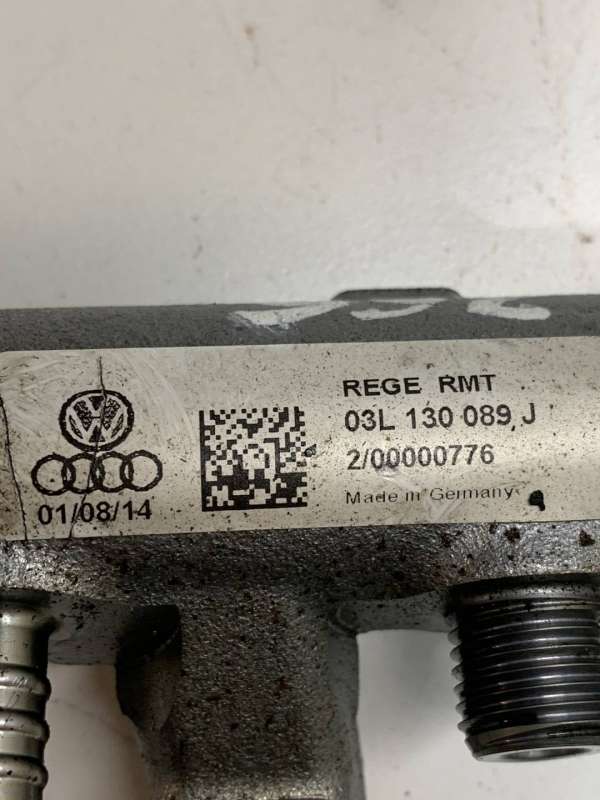 REGE RMT
03L 130 089 J
2/00000776
Made in Germany
01/08/14